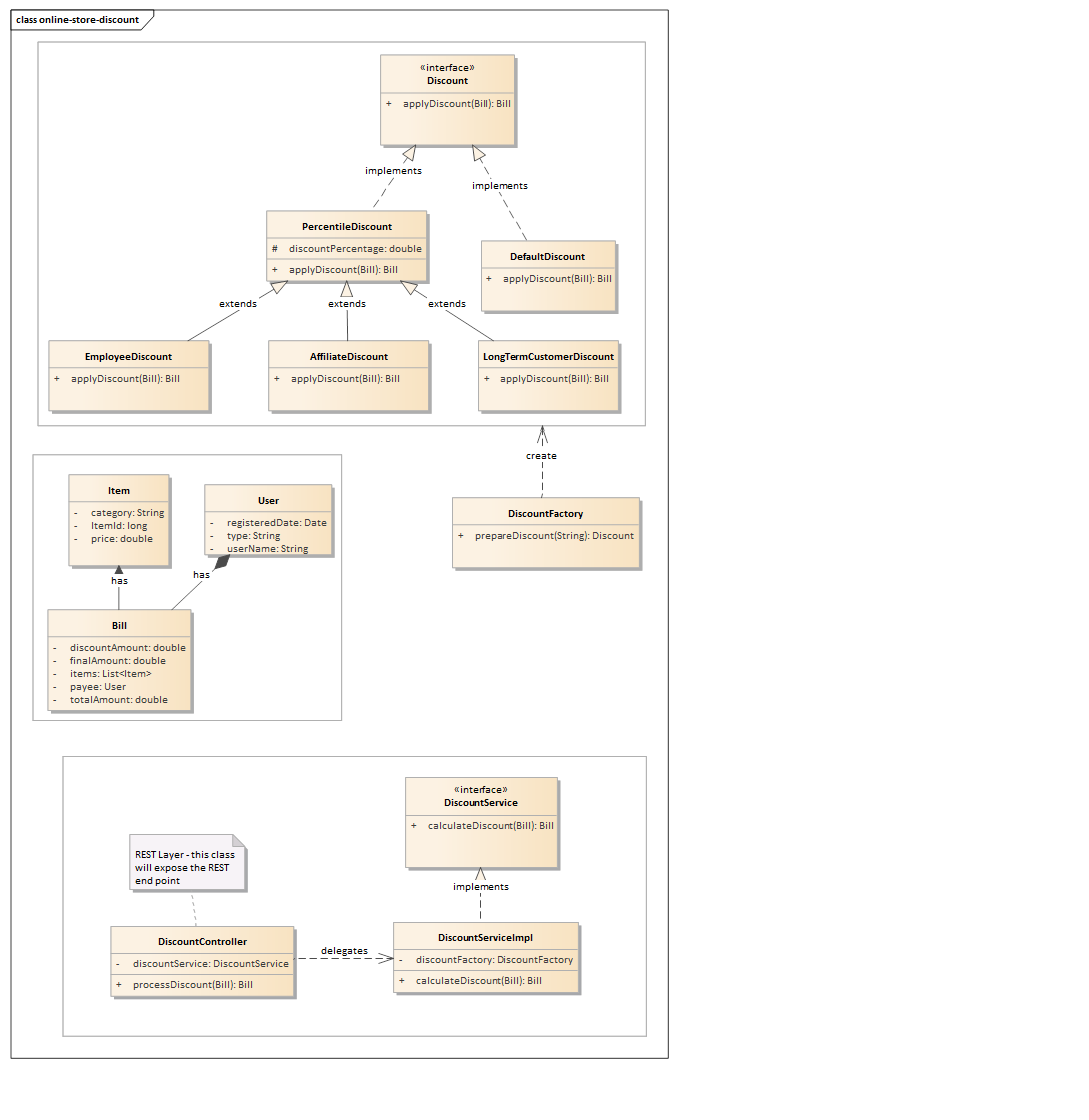 class online-store-discount
«interface»
Discount
+ applyDiscount(Bill): Bill
implements
implements
PercentileDiscount
# discountPercentage: double
+ applyDiscount(Bill): Bill
DefaultDiscount
+ applyDiscount(Bill): Bill
extends
extends
extends
EmployeeDiscount
+ applyDiscount(Bill): Bill
AffiliateDiscount
+ applyDiscount(Bill): Bill
LongTermCustomerDiscount
+ applyDiscount(Bill): Bill
create
DiscountFactory
+ prepareDiscount(String): Discount
Item
- category: String
- ItemId: long
- price: double
User
- registeredDate: Date
- type: String
- userName: String
has
has
Bill
- discountAmount: double
- finalAmount: double
- items: List<Item>
- payee: User
- totalAmount: double
«interface»
DiscountService
+ calculateDiscount(Bill): Bill
REST Layer - this class
will expose the REST
end point
implements
DiscountController
- discountService: DiscountService
+ processDiscount(Bill): Bill
delegates
DiscountServiceImpl
- discountFactory: DiscountFactory
+ calculateDiscount(Bill): Bill